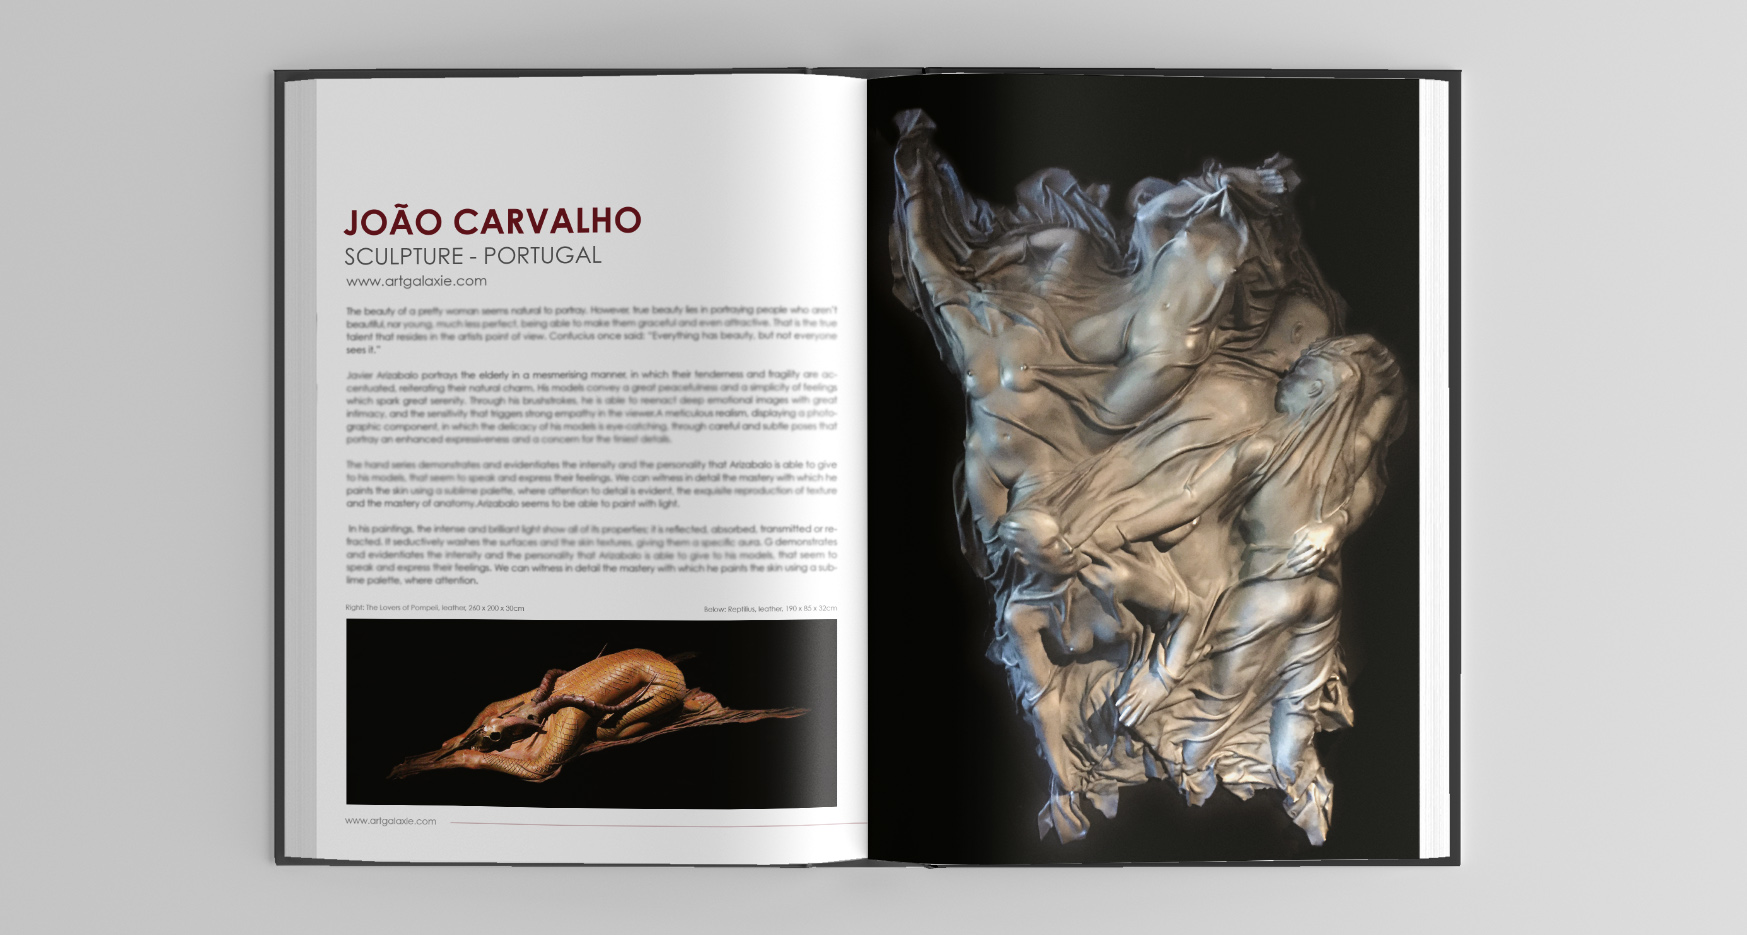 JOÃO CARVALHO
SCULPTURE - PORTUGAL
www.artgalaxie.com
The beauty of a pretty woman seems natural to portray. However, true beauty lies in portraying people who aren't
beautiful, nor young, much less perfect, being able to make them graceful and even attractive. That is the true
talent that resides in the artists point of view. Confucius once said: "Everything has beauty, but not everyone
sees it."
Javier Arizabalo portrays the elderly in a mesmerising manner, in which their tenderness and fragility are ac-
centuated, reiterating their natural charm. His models convey a great peacefulness and a simplicity of feelings
which spark great serenity. Through his brushstrokes, he is able to reenact deep emotional images with great
intimacy, and the sensitivity that triggers strong empathy in the viewer.A meticulous realism, displaying a photo-
graphic component, in which the delicacy of his models is eye-catching, through careful and subtle poses that
portray an enhanced expressiveness and a concern for the finiest details.
The hand series demonstrates and evidentiates the intensity and the personality that Arizabalo is able to give
to his models, that seem to speak and express their feelings. We can witness in detail the mastery with which he
paints the skin using a sublime palette, where attention to detail is evident, the exquisite reproduction of texture
and the mastery of anatomy.Arizabalo seems to be able to paint with light.
In his paintings, the intense and brilliant light show all of its properties: it is reflected, absorbed, transmitted or re-
fracted. It seductively washes the surfaces and the skin textures, giving them a specific aura. G demonstrates
and evidentiates the intensity and the personality that Arizabalo is able to give to his models, that seem to
speak and express their feelings. We can witness in detail the mastery with which he paints the skin using a sub-
lime palette, where attention.
Right: The Lovers of Pompeii, leather, 260 x 200 x 30cm
Below: Reptilius, leather, 190 x 85 x 32cm
www.artgalaxie.com